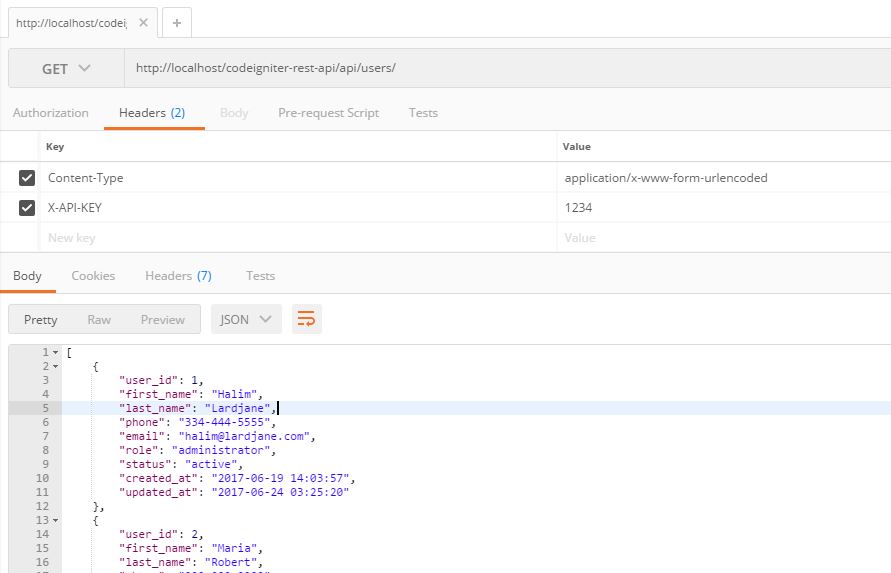 http://localhost/codei
GET http://localhost/codeigniter-rest-api/api/users/
Authorization Headers (2) Body Pre-request Script Tests
Key Value
Content-Type application/x-www-form-urlencoded
X-API-KEY 1234
New key Value
Body Cookies Headers (7) Tests
Pretty Raw Preview JSON
1 [
2 {
3 "user_id": 1,
4 "first_name": "Halim",
5 "last_name": "Lardjane",
6 "phone": "334-444-5555",
7 "email": "halim@lardjane.com",
8 "role": "administrator",
9 "status": "active",
10 "created_at": "2017-06-19 14:03:57",
11 "updated_at": "2017-06-24 03:25:20"
12 },
13 {
14 "user_id": 2,
15 "first_name": "Maria",
16 "last_name": "Robert",